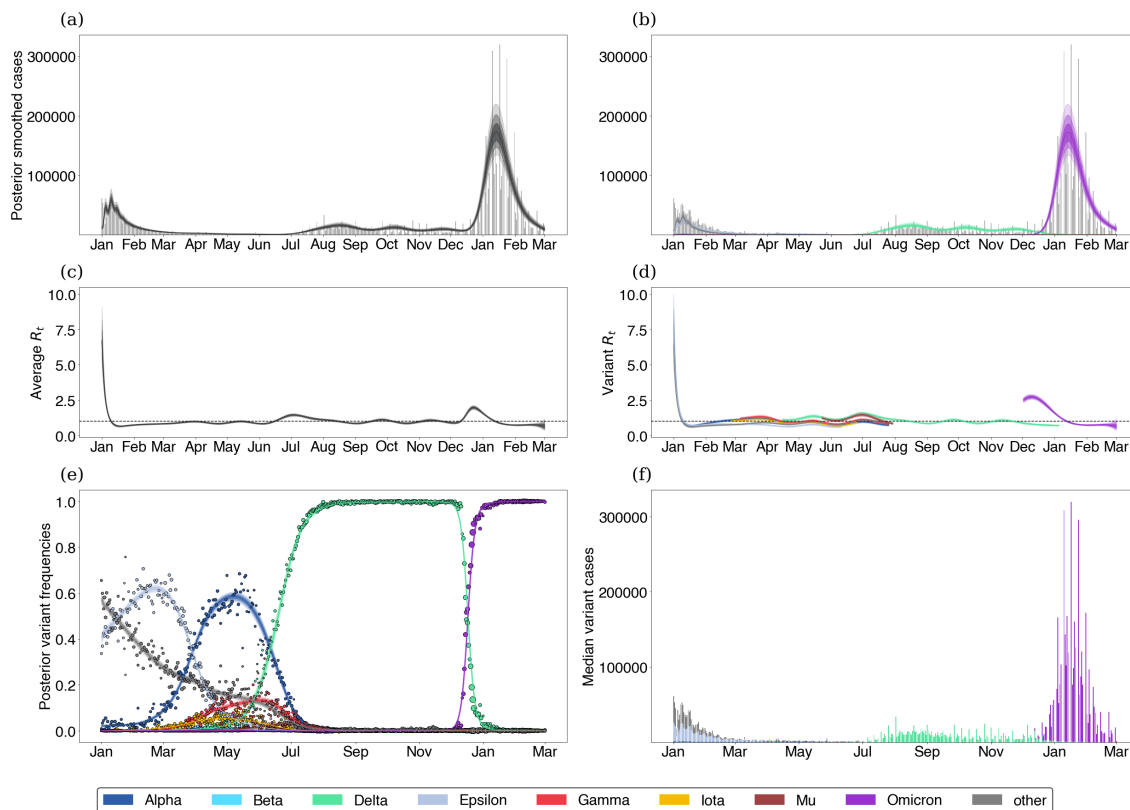 (a)
Posterior smoothed cases
300000
200000
100000
Jan Feb Mar Apr May Jun Jul Aug Sep Oct Nov Dec Jan Feb Mar
(b)
300000
200000
100000
Jan Feb Mar Apr May Jun Jul Aug Sep Oct Nov Dec Jan Feb Mar
(c)
Average Rt
10.0
7.5
5.0
2.5
0.0
Jan Feb Mar Apr May Jun Jul Aug Sep Oct Nov Dec Jan Feb Mar
(d)
Variant Rt
10.0
7.5
5.0
2.5
0.0
Jan Feb Mar Apr May Jun Jul Aug Sep Oct Nov Dec Jan Feb Mar
(e)
Posterior variant frequencies
1.0
0.8
0.6
0.4
0.2
0.0
Jan Mar May Jul Sep Nov Jan Mar
(f)
Median variant cases
300000
200000
100000
Jan Mar May Jul Sep Nov Jan Mar
Alpha Beta Delta Epsilon Gamma Iota Mu Omicron other